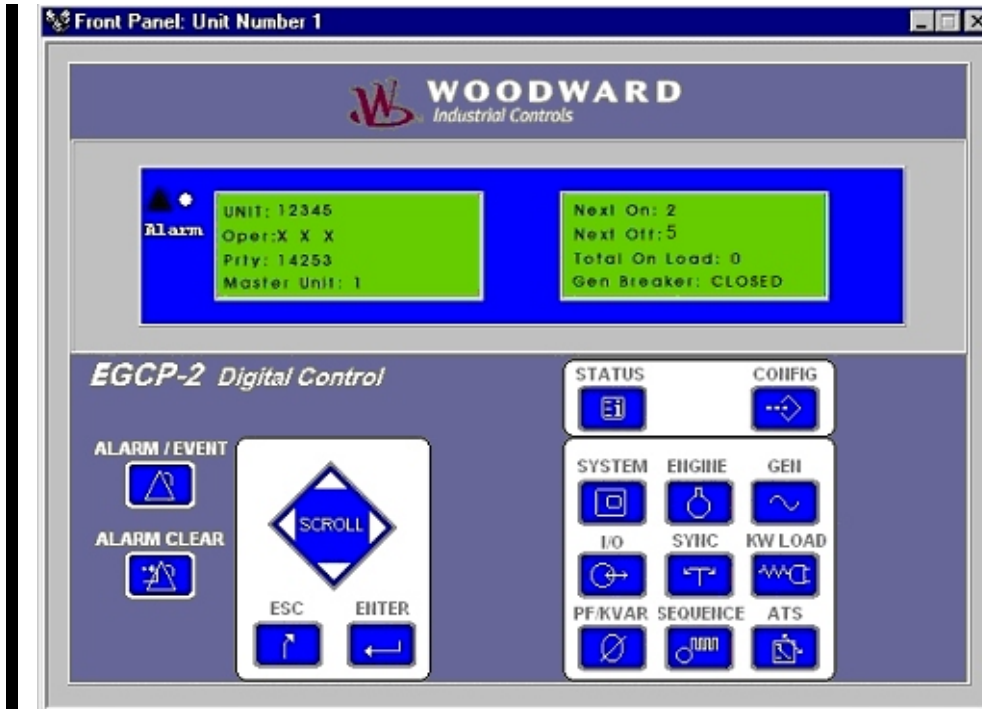 Front Panel: Unit Number 1
WOODWARD
Industrial Controls
Alarm
UNIT: 12345
Oper:X X X
Prty: 14253
Master Unit: 1
Next On: 2
Next Off:5
Total On Load: 0
Gen Breaker: CLOSED
EGCP-2 Digital Control
STATUS
CONFIG
ALARM / EVENT
ALARM CLEAR
SCROLL
ESC
ENTER
SYSTEM
ENGINE
GEN
I/O
SYNC
KW LOAD
PF/KVAR
SEQUENCE
ATS